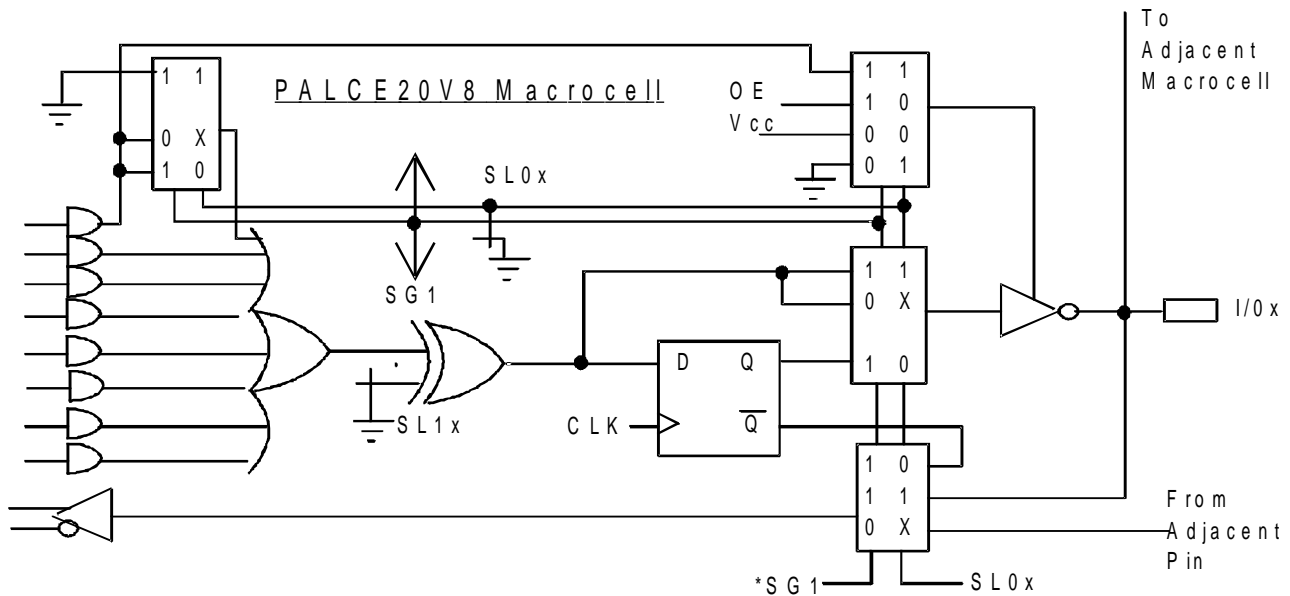 To
Adjacent
Macrocell
PALCE20V8 Macrocell
1 1
0 X
1 0
OE
Vcc
1 1
1 0
0 0
0 1
SL0x
SG1
1 1
0 X
1 0
I/0x
D Q
Q
CLK
SL1x
1 0
1 1
0 X
From
Adjacent
Pin
*SG1
SL0x